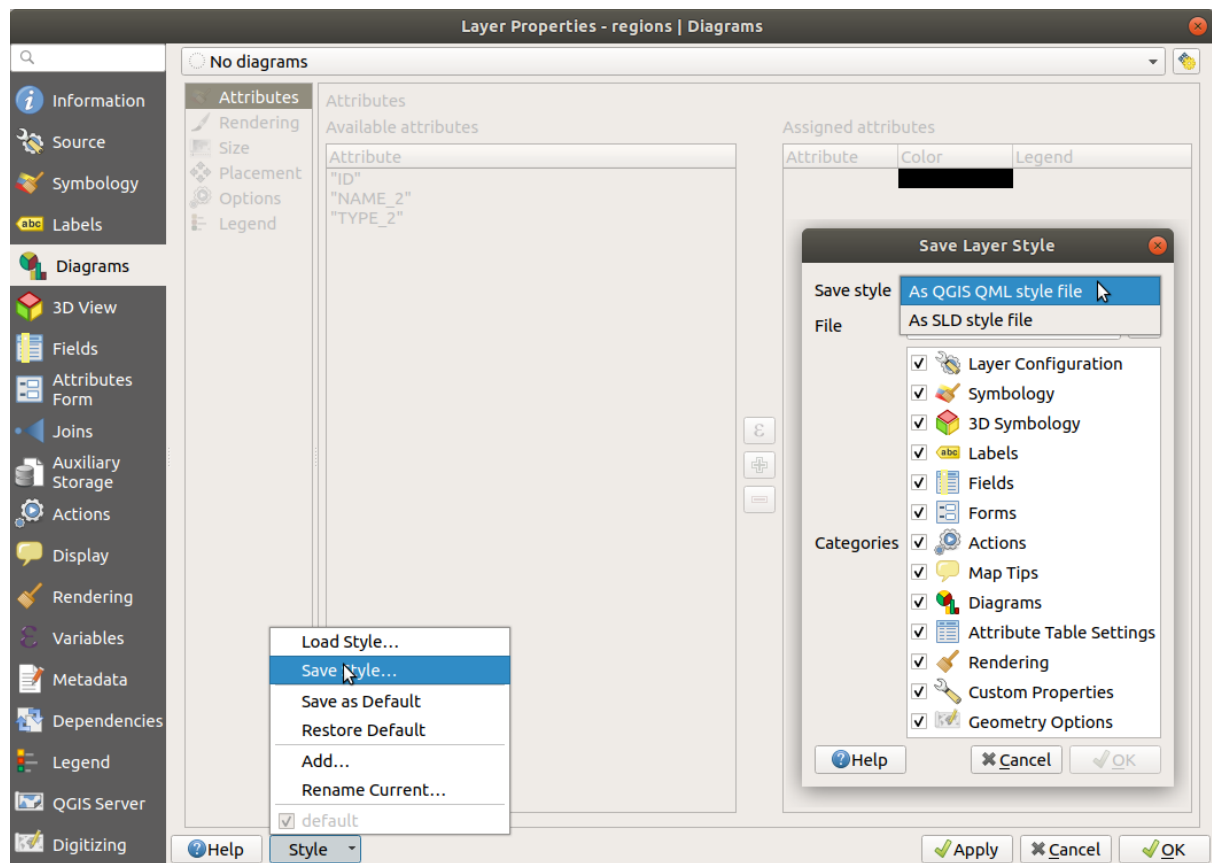 Layer Properties - regions | Diagrams
No diagrams
Information
Source
Symbology
abc Labels
Diagrams
3D View
Fields
Attributes
Form
Joins
Auxiliary
Storage
Actions
Display
Rendering
Variables
Metadata
Dependencies
Legend
QGIS Server
Digitizing
Attributes
Rendering
Size
Placement
Options
Legend
Attributes
Available attributes
Attribute
"ID"
"NAME_2"
"TYPE_2"
ε
Assigned attributes
Attribute Color Legend
Save Layer Style
Save style As QGIS QML style file
As SLD style file
File
Layer Configuration
Symbology
3D Symbology
abc Labels
Fields
Forms
Categories Actions
Map Tips
Diagrams
Attribute Table Settings
Rendering
Custom Properties
Geometry Options
Help Cancel OK
Load Style...
Save Style...
Save as Default
Restore Default
Add...
Rename Current...
default
Help Style Apply Cancel OK